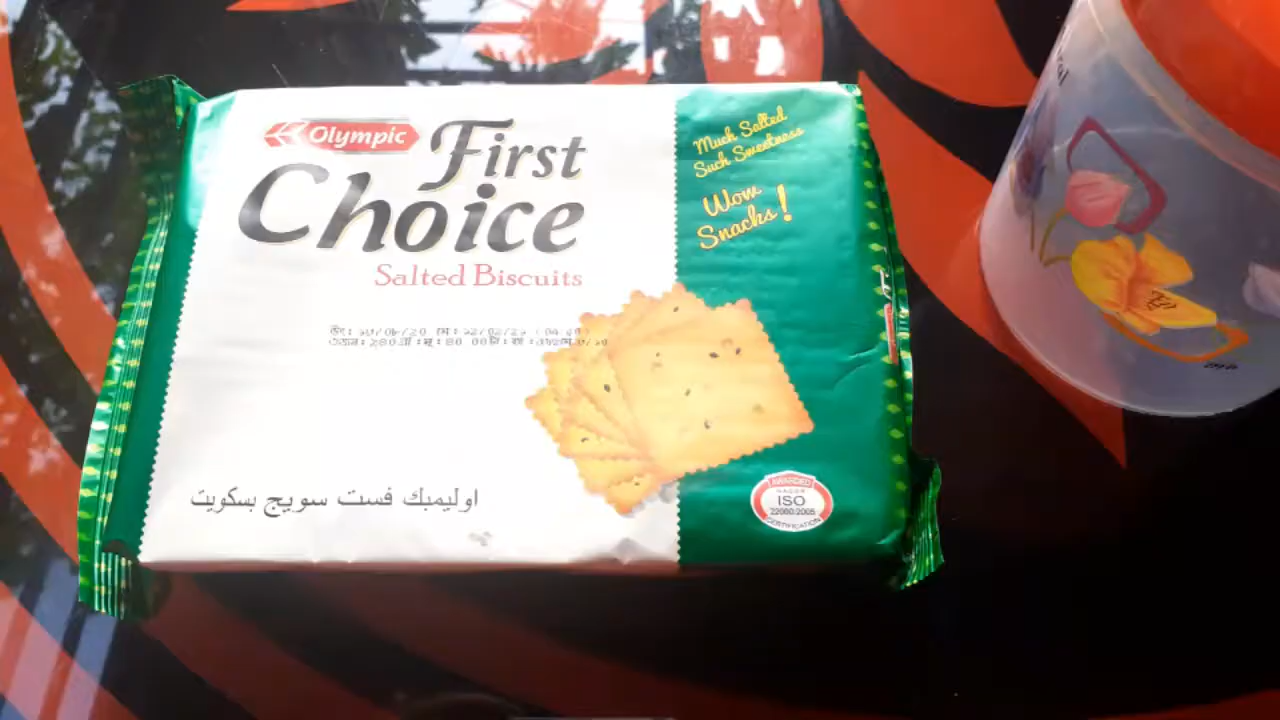 Olympic
First
Choice
Salted Biscuits
Much Salted
Such Sweetness
Wow
Snacks!
اوليمبك فست سويج بسكويت
AWARDED
HACCP
ISO
22000:2005
CERTIFICATION